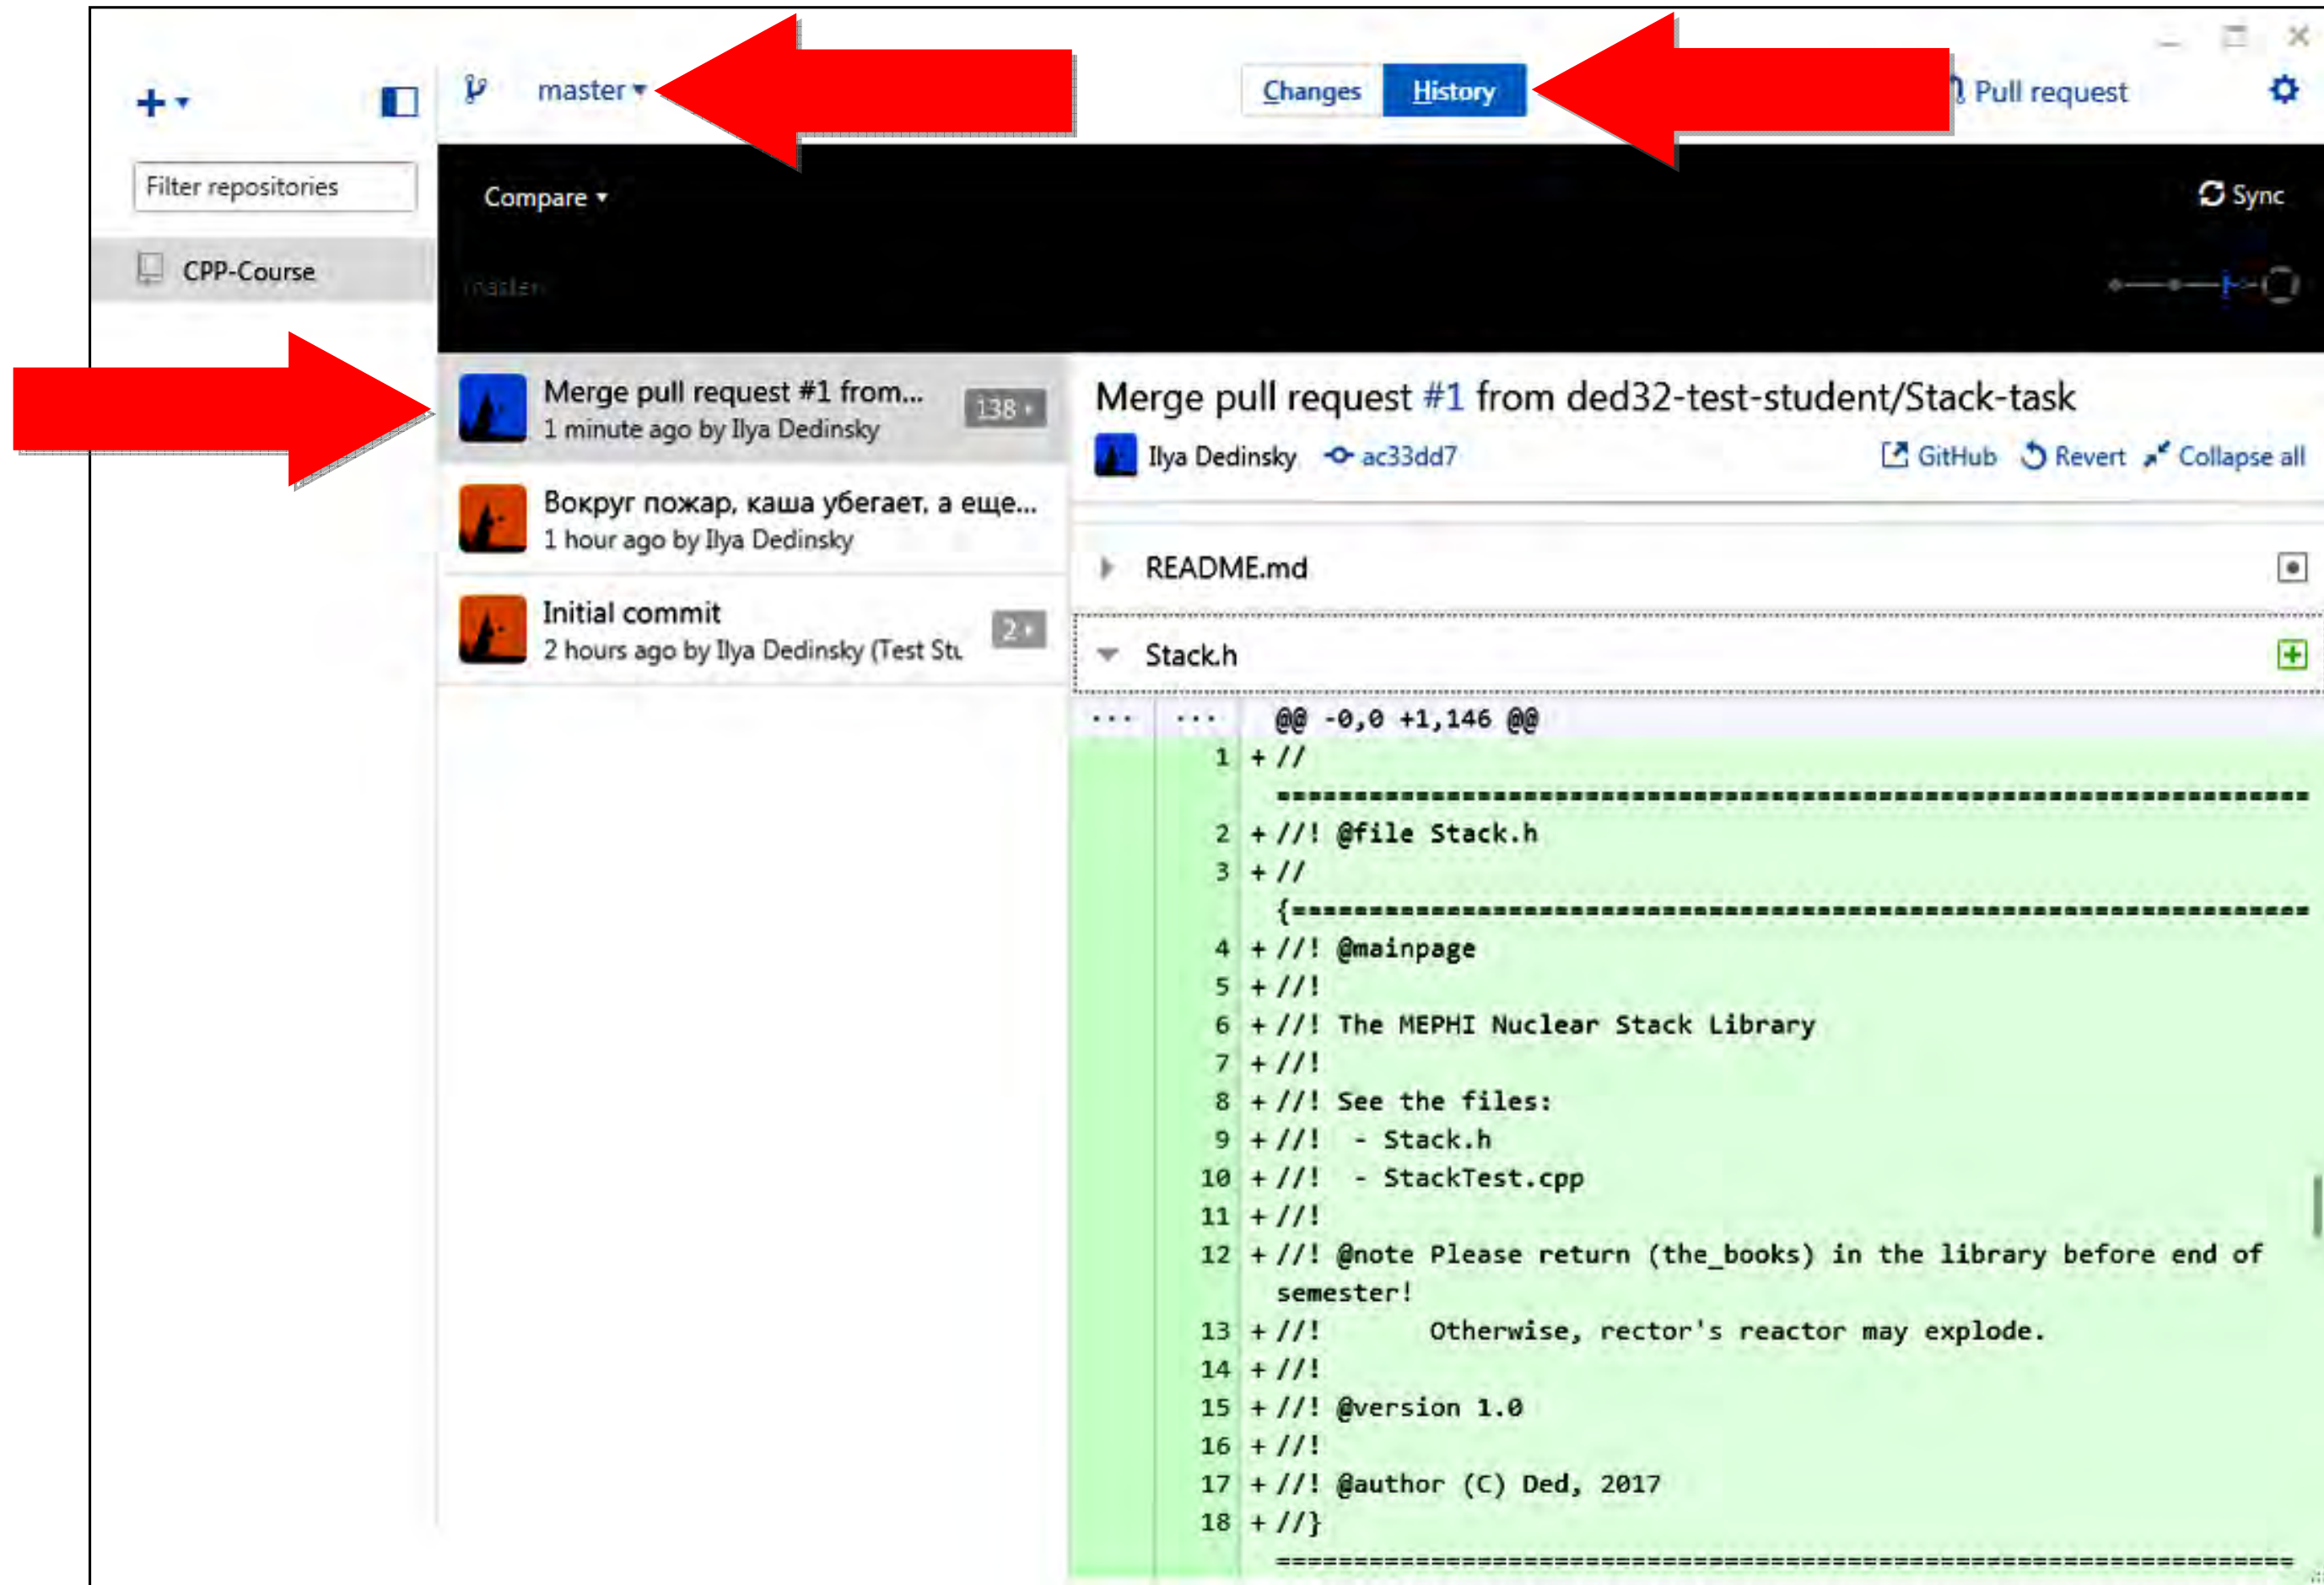 master
Changes
History
Pull request
Filter repositories
Compare
Sync
CPP-Course
master
Merge pull request #1 from...
138
1 minute ago by Ilya Dedinsky
Вокруг пожар, каша убегает, а еще...
1 hour ago by Ilya Dedinsky
Initial commit
2
2 hours ago by Ilya Dedinsky (Test Stu
Merge pull request #1 from ded32-test-student/Stack-task
Ilya Dedinsky ac33dd7
GitHub Revert Collapse all
README.md
Stack.h
... ... @@ -0,0 +1,146 @@
1 + //
===================================================================
2 + //! @file Stack.h
3 + //
{==================================================================
4 + //! @mainpage
5 + //!
6 + //! The MEPHI Nuclear Stack Library
7 + //!
8 + //! See the files:
9 + //!  - Stack.h
10 + //!  - StackTest.cpp
11 + //!
12 + //! @note Please return (the_books) in the library before end of
semester!
13 + //!       Otherwise, rector's reactor may explode.
14 + //!
15 + //! @version 1.0
16 + //!
17 + //! @author (C) Ded, 2017
18 + //}
==================================================================